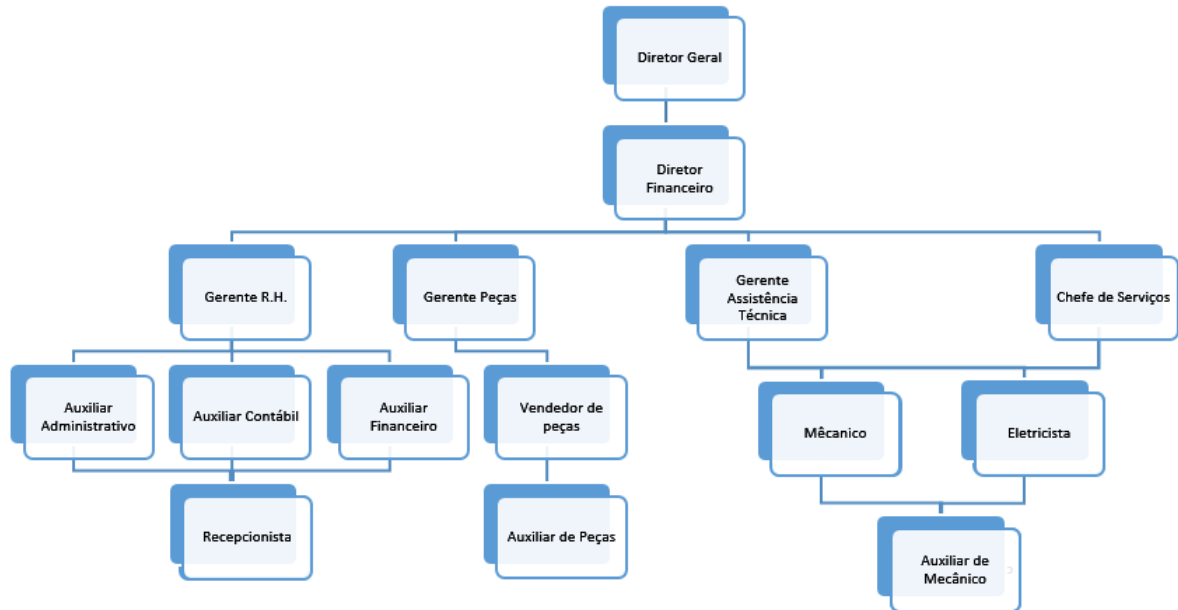 Diretor Geral
Diretor
Financeiro
Gerente R.H.
Gerente Peças
Gerente
Assistência
Técnica
Chefe de Serviços
Auxiliar
Administrativo
Auxiliar Contábil
Auxiliar
Financeiro
Vendedor de
peças
Mêcanico
Eletricista
Recepcionista
Auxiliar de Peças
Auxiliar de
Mecânico